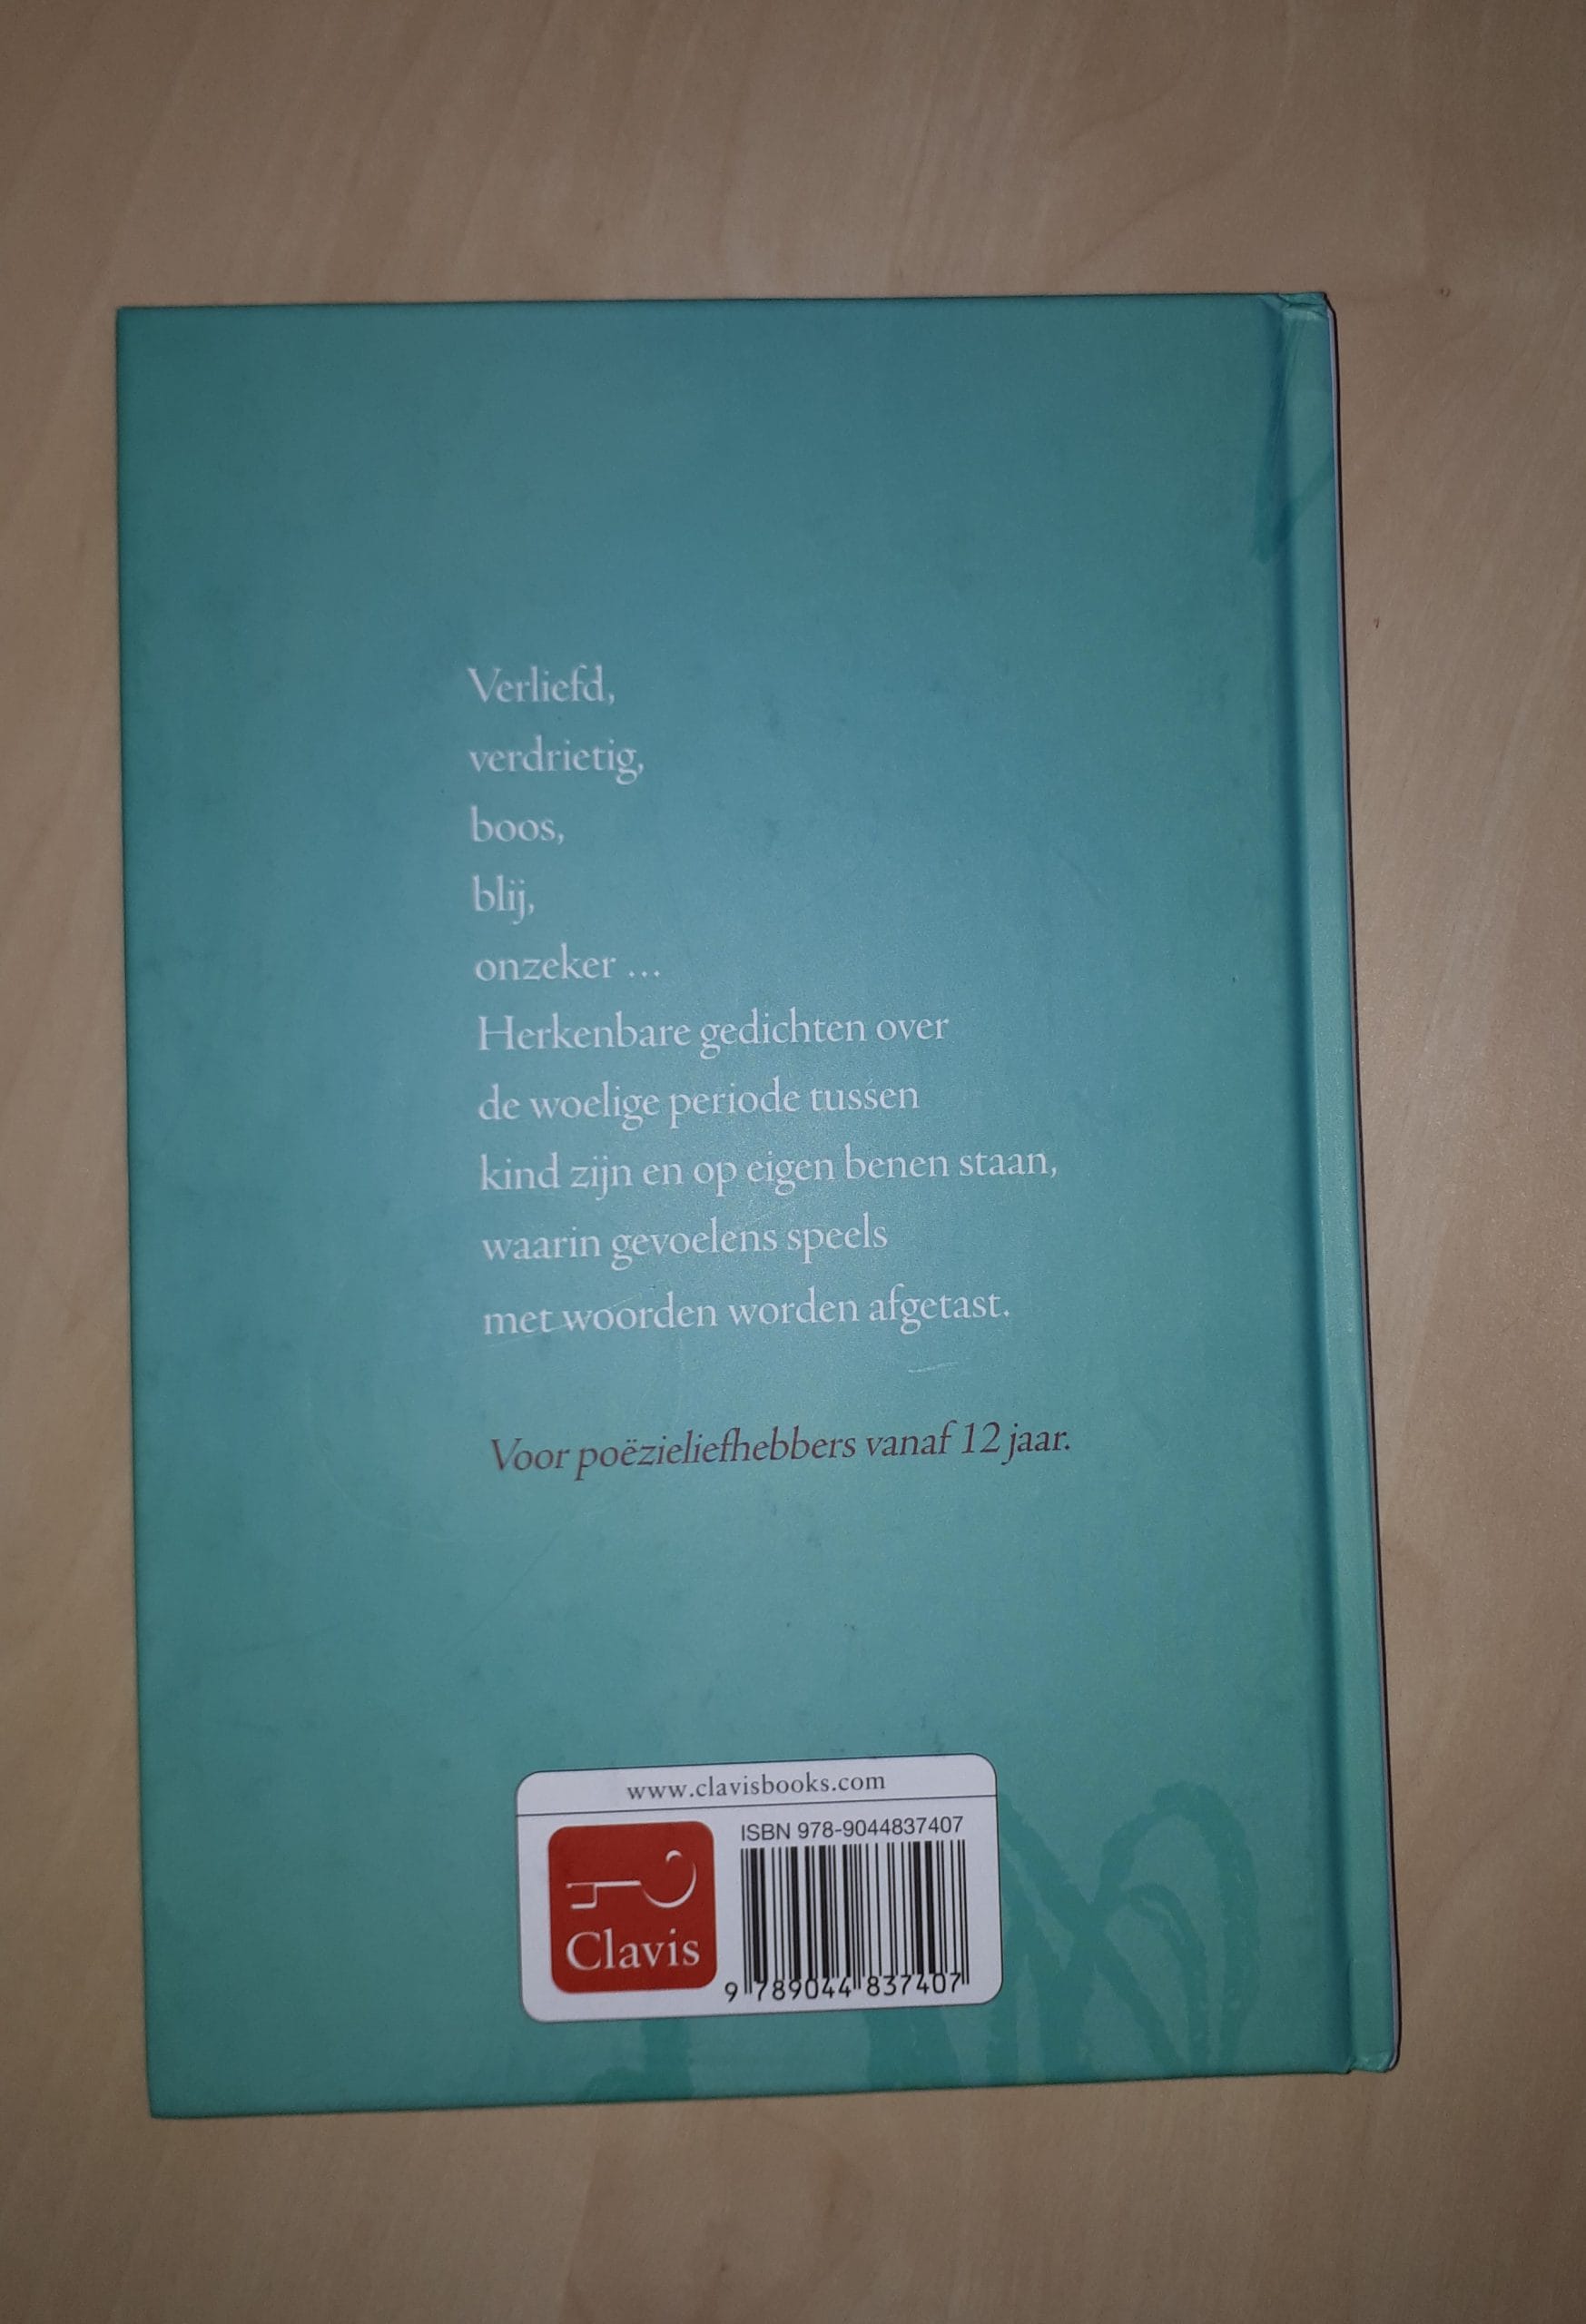 Verliefd,
verdrietig,
boos,
blij,
onzeker ...
Herkenbare gedichten over
de woelige periode tussen
kind zijn en op eigen benen staan,
waarin gevoelens speels
met woorden worden afgetast.
Voor poëzieliefhebbers vanaf 12 jaar.
www.clavisbooks.com
ISBN 978-9044837407
Clavis
9 789044 837407